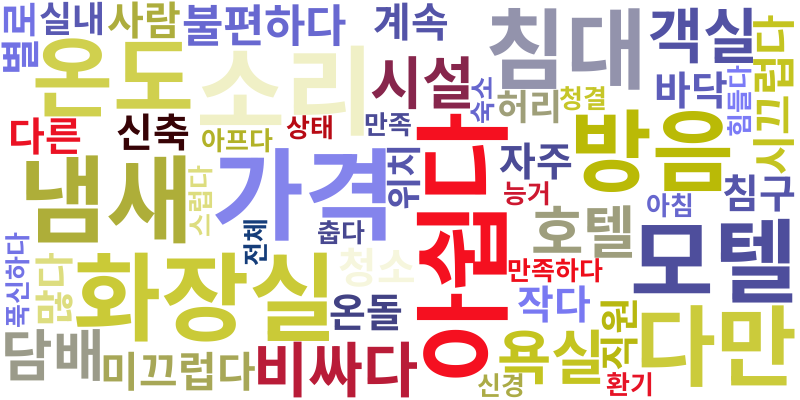 별로
실내
사람
불편하다
계속
침대
객실
시끄럽다
온도
소리
시설
숙소
허리
청결
바닥
힘들다
다른
신축
아프다
상태
만족
방음
냄새
스럽다
가격
위치
아쉽다
자주
능거
침구
아침
전체
춥다
호텔
모텔
푹신하다
많다
화장실
청소
온돌
만족하다
작다
담배
미끄럽다
비싸다
욕실
직원
다만
신경
환기